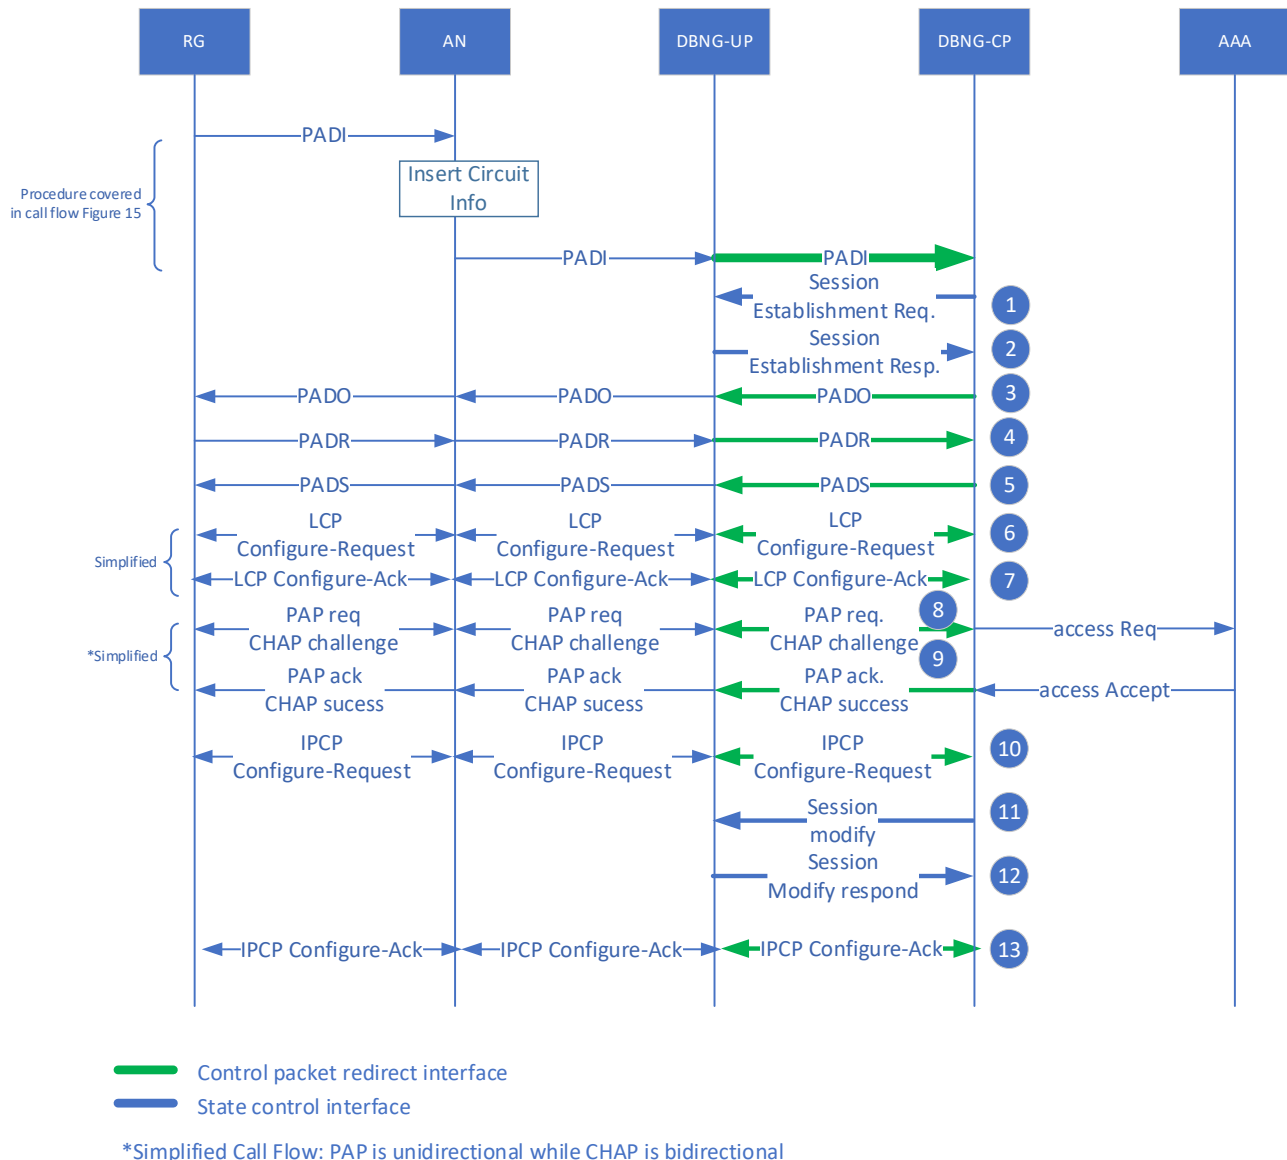 RG
AN
DBNG-UP
DBNG-CP
AAA
PADI
Procedure covered
in call flow Figure 15
Insert Circuit
Info
PADI
PADI
Session
Establishment Req.
1
Session
Establishment Resp.
2
PADO
PADO
PADO
3
PADR
PADR
PADR
4
PADS
PADS
PADS
5
Simplified
LCP
Configure-Request
LCP
Configure-Request
LCP
Configure-Request
6
LCP Configure-Ack
LCP Configure-Ack
LCP Configure-Ack
7
*Simplified
PAP req
CHAP challenge
PAP req
CHAP challenge
PAP req.
CHAP challenge
8
access Req
9
PAP ack
CHAP sucess
PAP ack
CHAP sucess
PAP ack.
CHAP success
access Accept
IPCP
Configure-Request
IPCP
Configure-Request
IPCP
Configure-Request
10
Session
modify
11
Session
Modify respond
12
IPCP Configure-Ack
IPCP Configure-Ack
IPCP Configure-Ack
13
Control packet redirect interface
State control interface
*Simplified Call Flow: PAP is unidirectional while CHAP is bidirectional